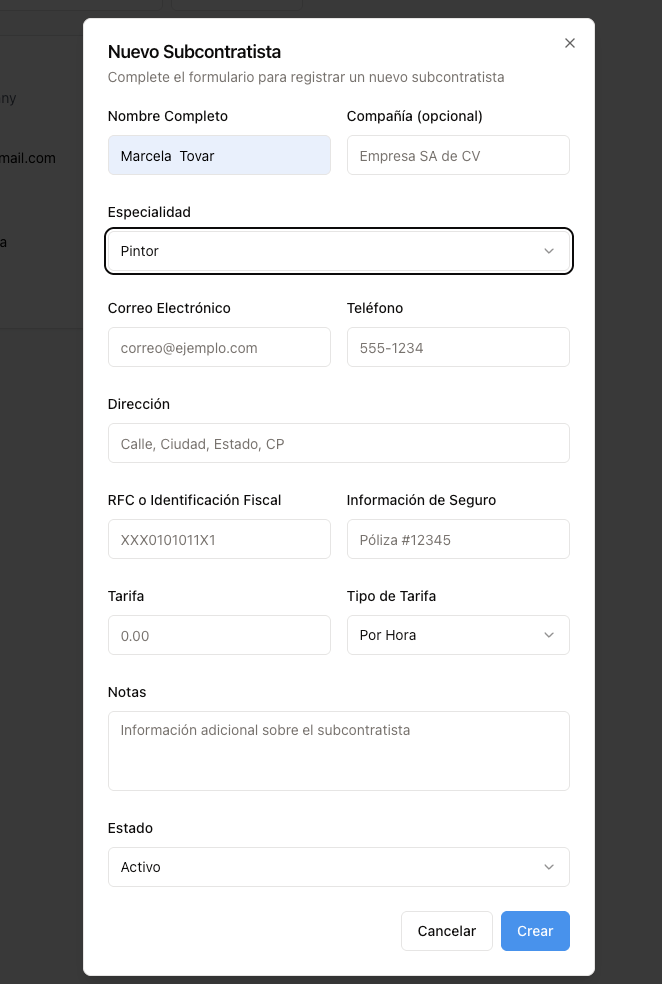 Nuevo Subcontratista
Complete el formulario para registrar un nuevo subcontratista
ny
mail.com
a
Nombre Completo
Compañía (opcional)
Marcela  Tovar
Empresa SA de CV
Especialidad
Pintor
Correo Electrónico
Teléfono
correo@ejemplo.com
555-1234
Dirección
Calle, Ciudad, Estado, CP
RFC o Identificación Fiscal
Información de Seguro
XXX0101011X1
Póliza #12345
Tarifa
Tipo de Tarifa
0.00
Por Hora
Notas
Información adicional sobre el subcontratista
Estado
Activo
Cancelar
Crear